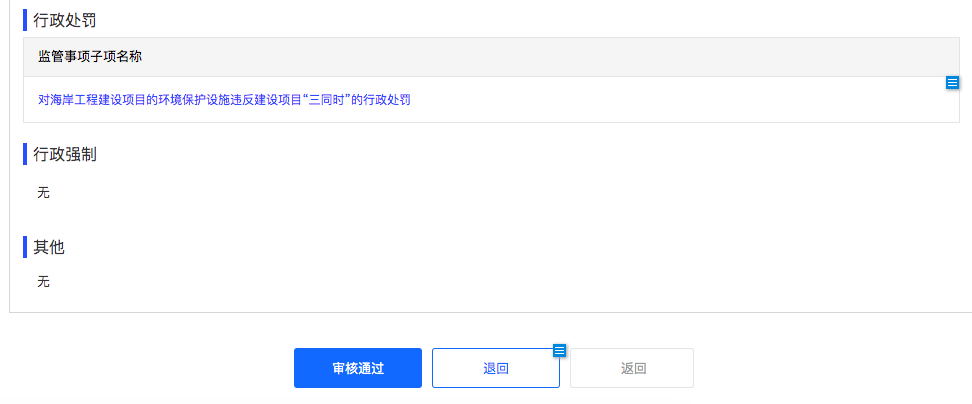 行政处罚
监管事项子项名称
对海岸工程建设项目的环境保护设施违反建设项目“三同时”的行政处罚
行政强制
无
其他
无
审核通过
退回
返回